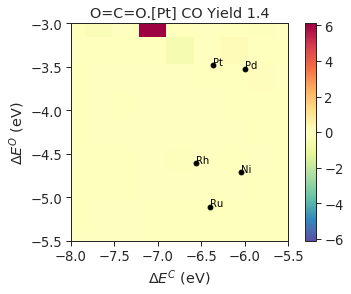 O=C=O.[Pt] CO Yield 1.4
−3.0
−3.5
−4.0
−4.5
−5.0
−5.5
ΔE^O (eV)
Pt
Pd
Rh
Ni
Ru
−8.0 −7.5 −7.0 −6.5 −6.0 −5.5
ΔE^C (eV)
6
4
2
0
−2
−4
−6